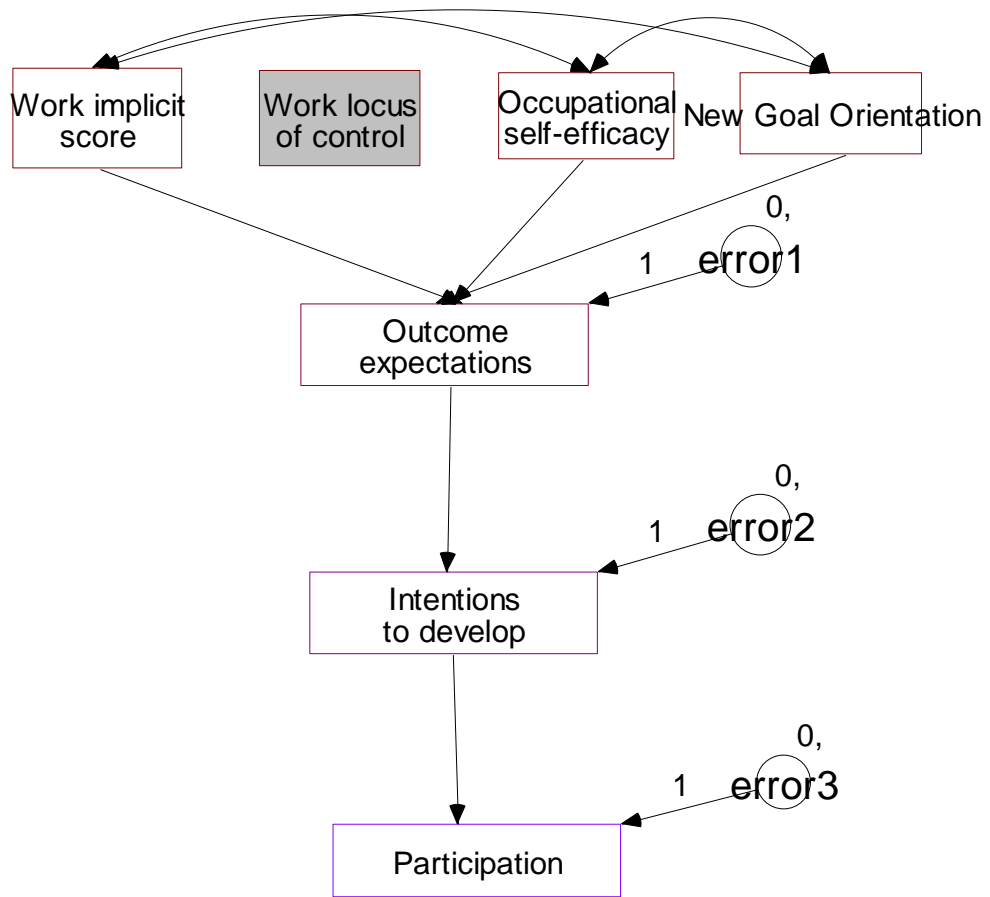 Work implicit
score
Work locus
of control
Occupational
self-efficacy
New Goal Orientation
0,
error1
1
Outcome
expectations
0,
error2
1
Intentions
to develop
0,
error3
1
Participation